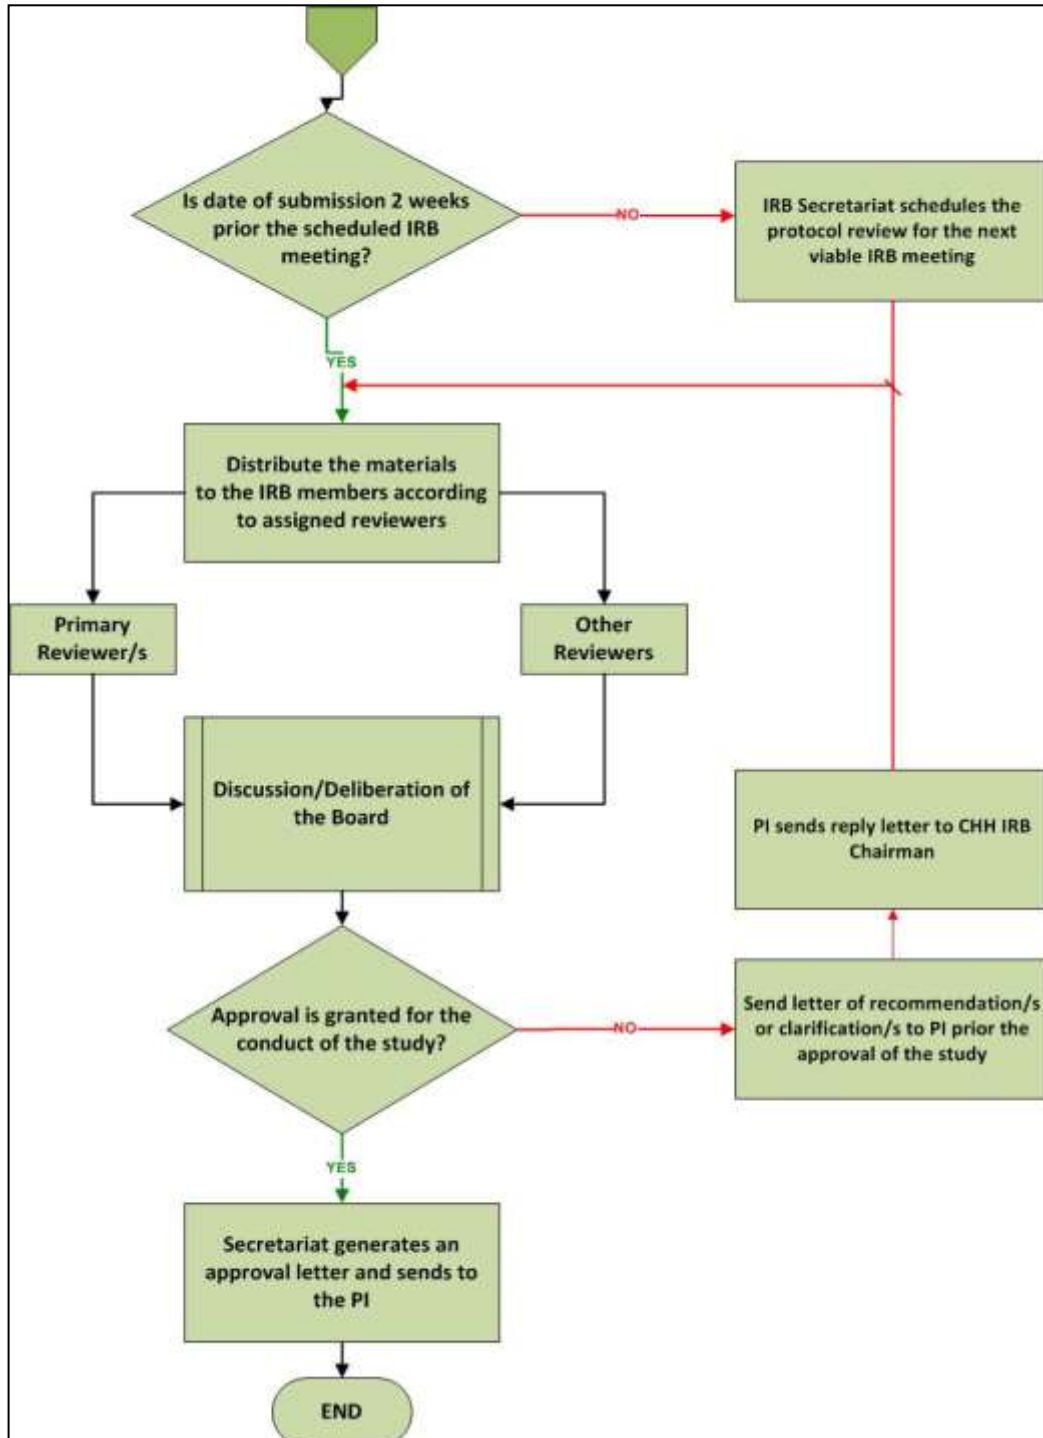 Is date of submission 2 weeks
prior the scheduled IRB
meeting?
NO
IRB Secretariat schedules the
protocol review for the next
viable IRB meeting
YES
Distribute the materials
to the IRB members according
to assigned reviewers
Primary
Reviewer/s
Other
Reviewers
Discussion/Deliberation of
the Board
PI sends reply letter to CHH IRB
Chairman
Approval is granted for the
conduct of the study?
NO
Send letter of recommendation/s
or clarification/s to PI prior the
approval of the study
YES
Secretariat generates an
approval letter and sends to
the PI
END